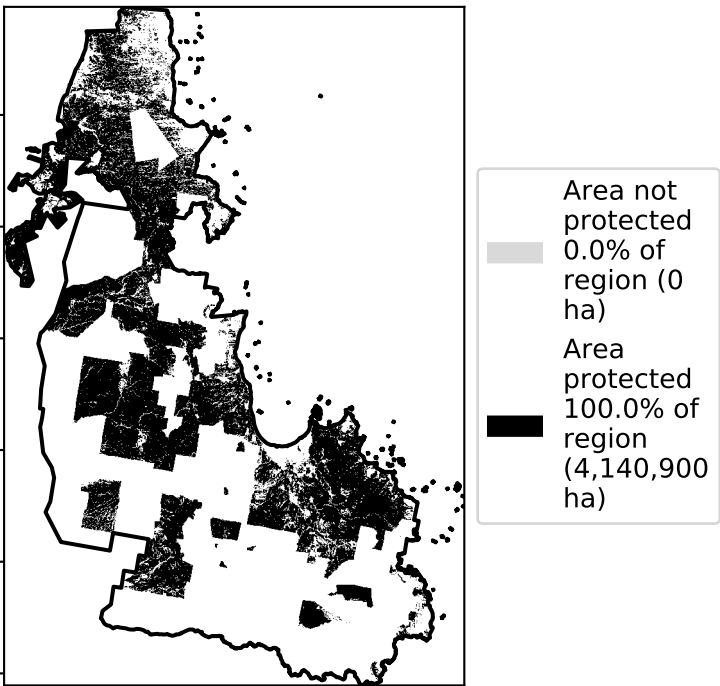 Area not
protected
0.0% of
region (0
ha)
Area
protected
100.0% of
region
(4,140,900
ha)